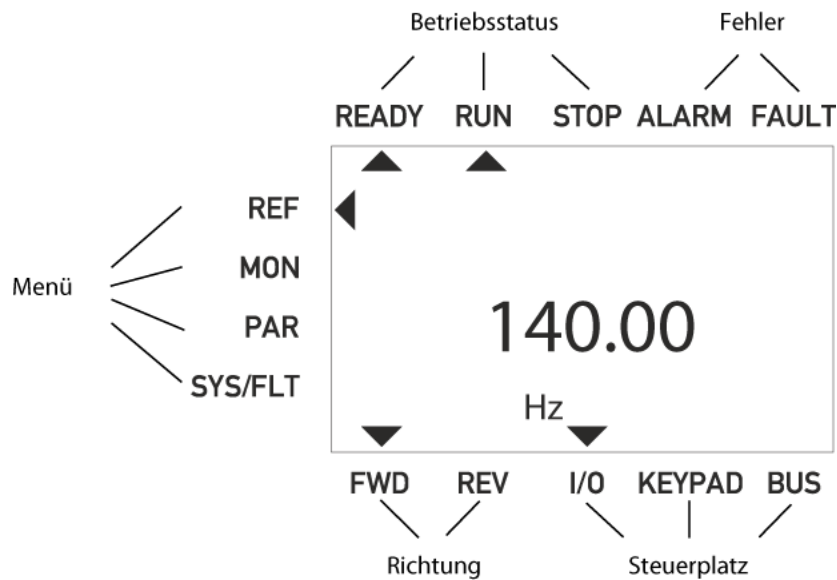 Betriebsstatus Fehler
READY RUN STOP ALARM FAULT
REF
MON
Menü
PAR
140.00
SYS/FLT
Hz
FWD REV I/O KEYPAD BUS
Richtung Steuerplatz